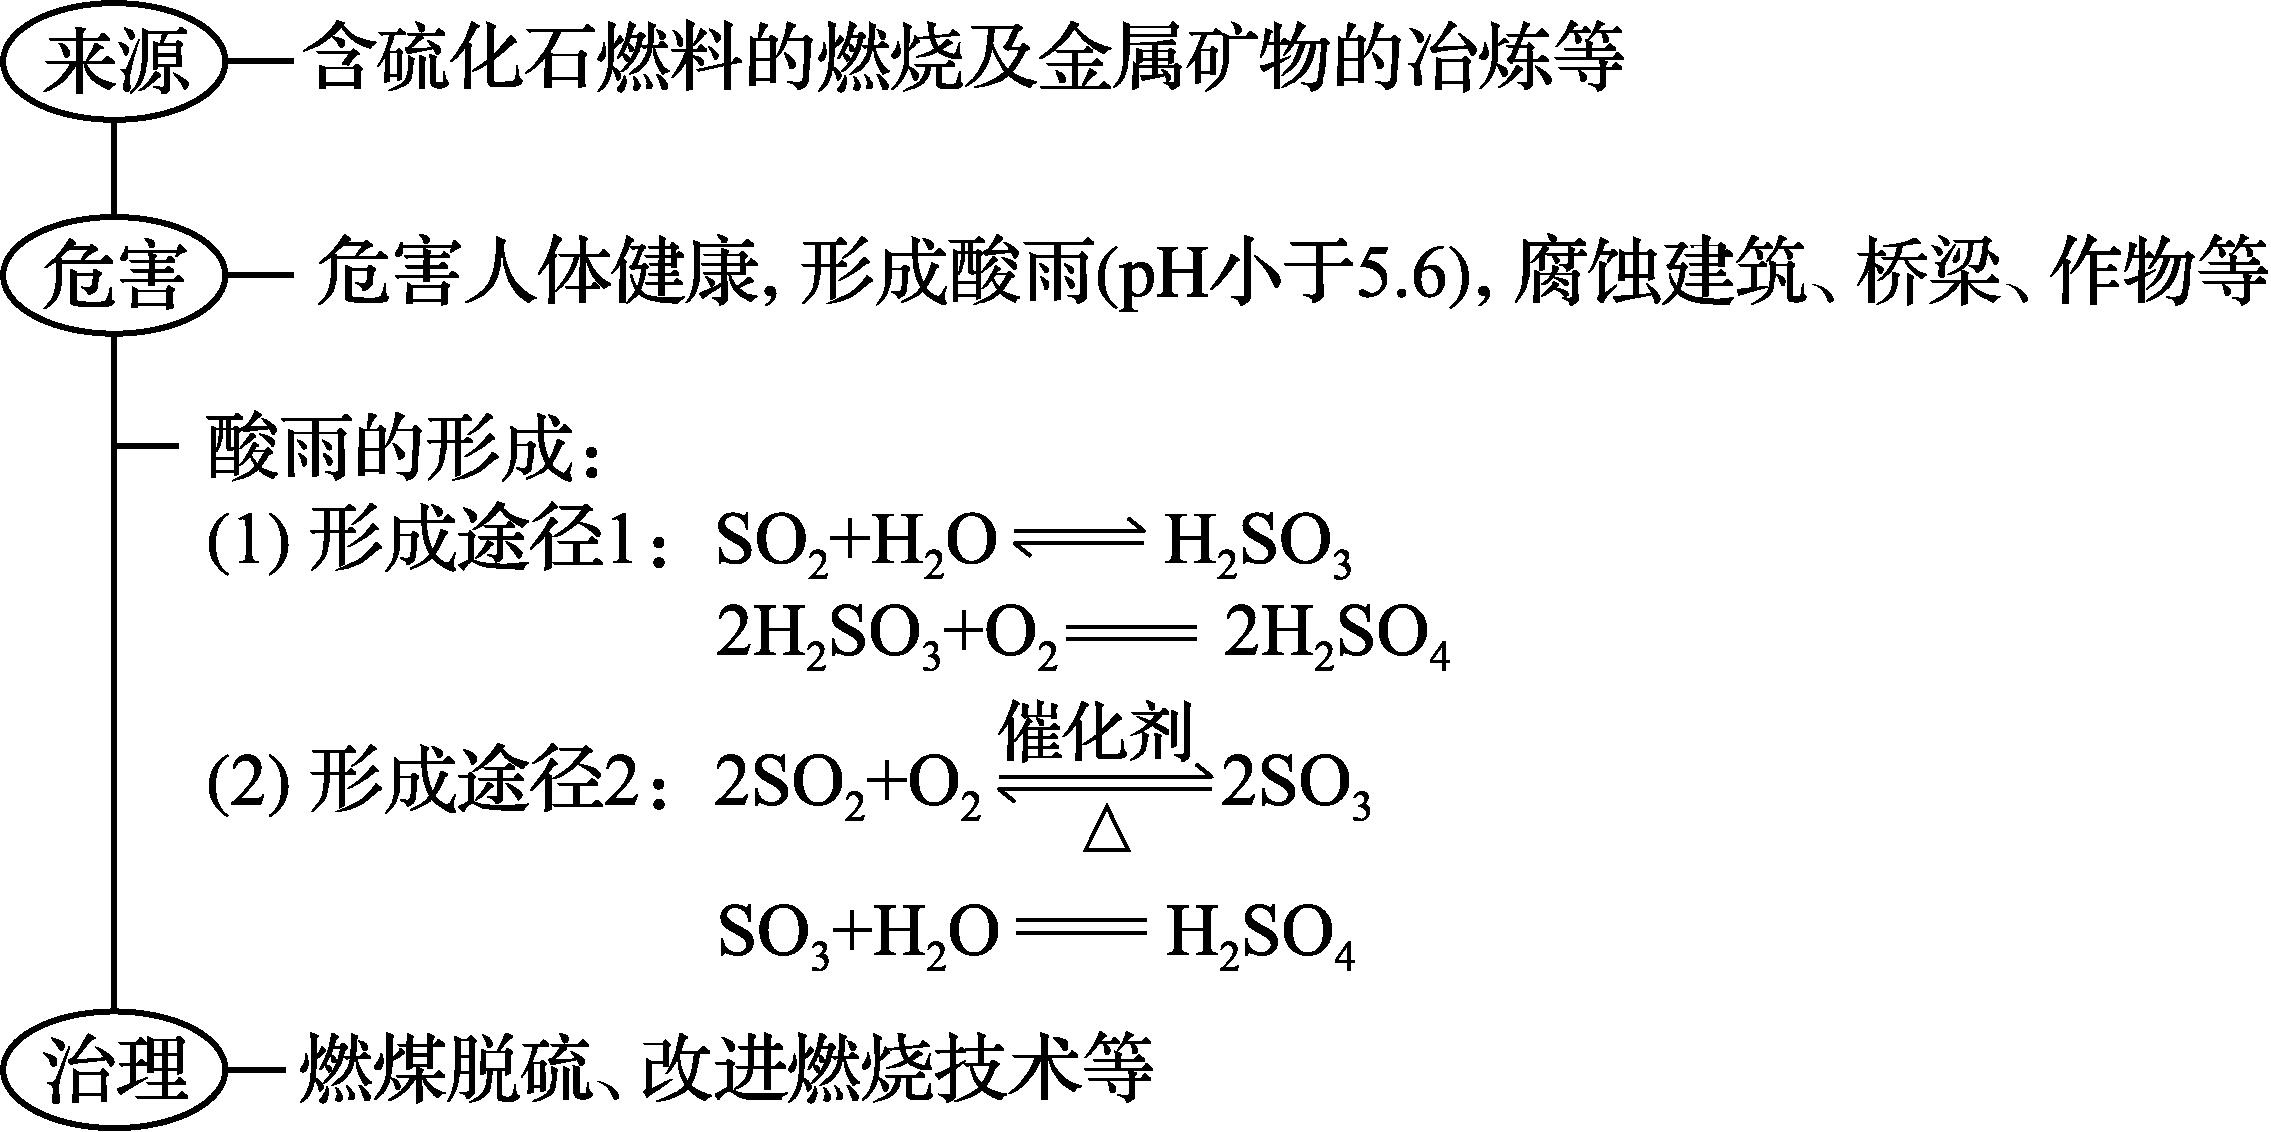 来源 含硫化石燃料的燃烧及金属矿物的冶炼等
危害 危害人体健康, 形成酸雨(pH小于5.6), 腐蚀建筑、桥梁、作物等
酸雨的形成:
(1) 形成途径1: SO₂+H₂O ⇌ H₂SO₃
2H₂SO₃+O₂ ══ 2H₂SO₄
催化剂
(2) 形成途径2: 2SO₂+O₂ ⇌ 2SO₃
△
SO₃+H₂O ══ H₂SO₄
治理 燃煤脱硫、改进燃烧技术等